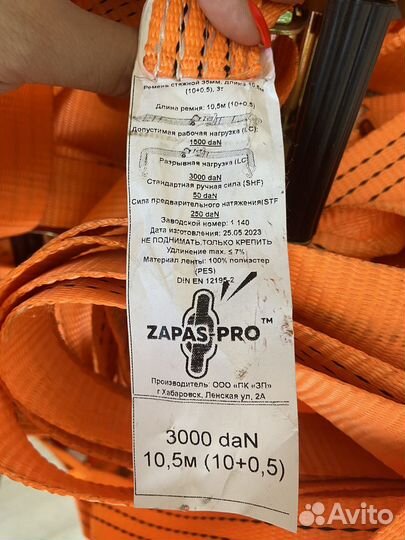 Ремень стяжной 35мм, длина 10,5м
(10+0,5), 3т
Длина ремня: 10,5м (10+0,5)
Допустимая рабочая нагрузка (LC):
1500 daN
Разрывная нагрузка (LC):
3000 daN
Стандартная ручная сила (SHF)
50 daN
Сила предварительного натяжения(STF
250 daN
Заводской номер: 1 140
Дата изготовления: 25.05.2023
НЕ ПОДНИМАТЬ,ТОЛЬКО КРЕПИТЬ
Удлинение max. ≤ 7%
Материал ленты: 100% полиэстер
(PES)
DIN EN 12195-2
ZAPAS-PRO™
Производитель: ООО «ПК «ЗП»
г.Хабаровск, Ленская ул, 2А
3000 daN
10,5м (10+0,5)
Avito